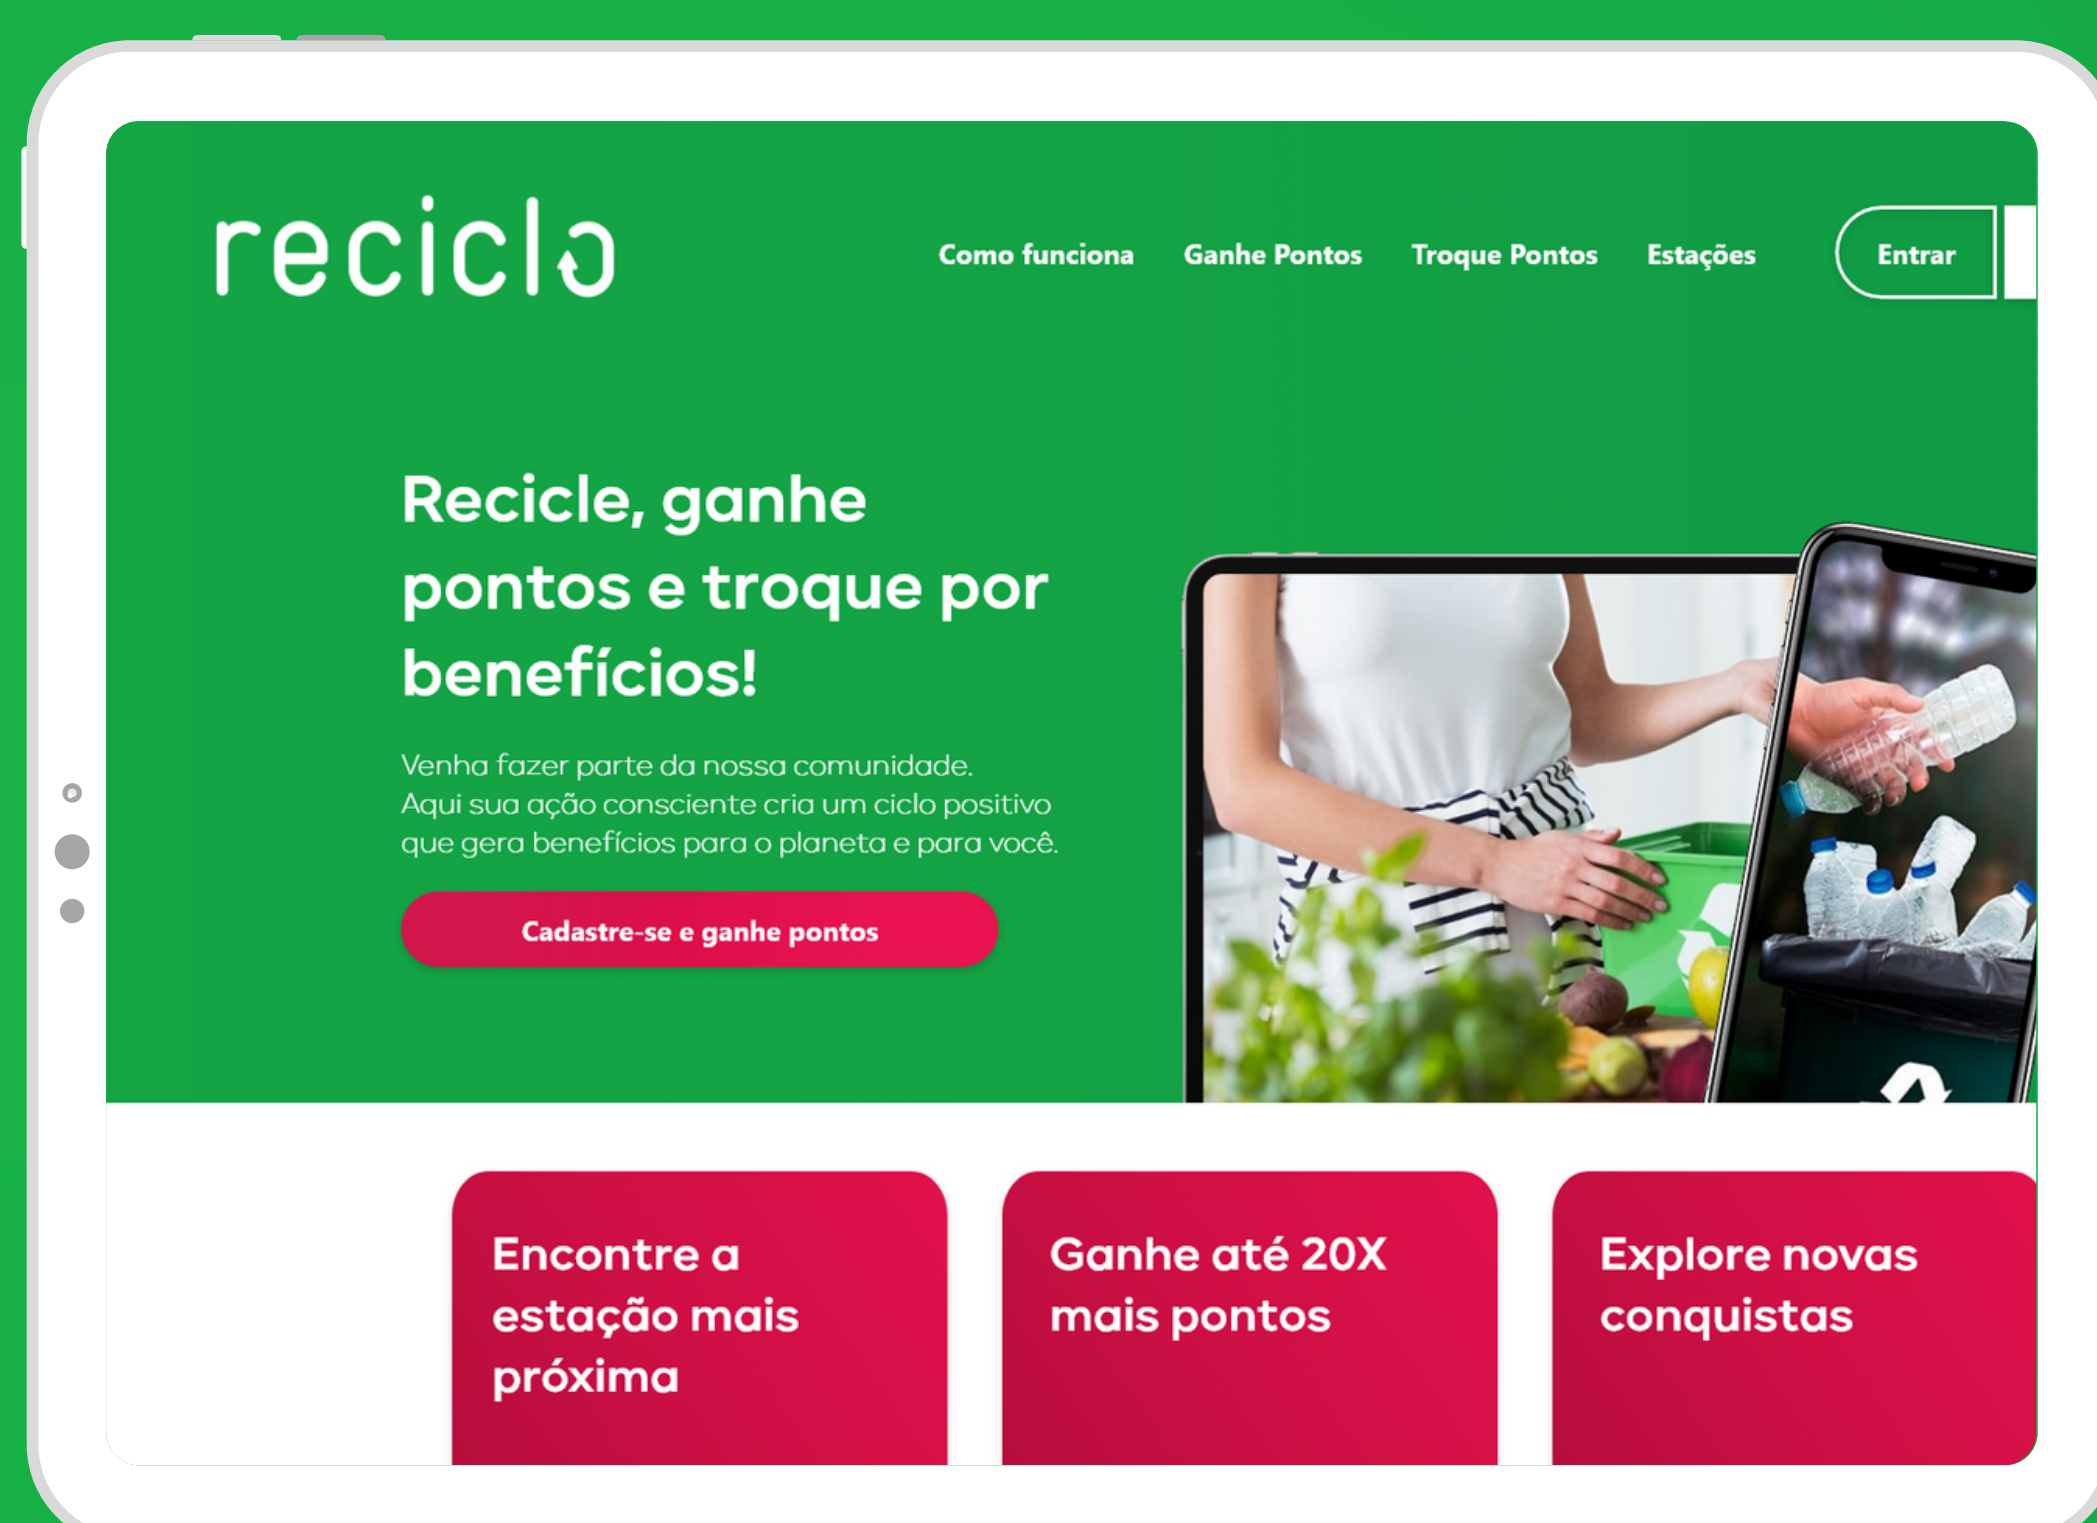 reciclo
Como funciona Ganhe Pontos Troque Pontos Estações Entrar
Recicle, ganhe
pontos e troque por
benefícios!
Venha fazer parte da nossa comunidade.
Aqui sua ação consciente cria um ciclo positivo
que gera benefícios para o planeta e para você.
Cadastre-se e ganhe pontos
Encontre a
estação mais
próxima
Ganhe até 20X
mais pontos
Explore novas
conquistas